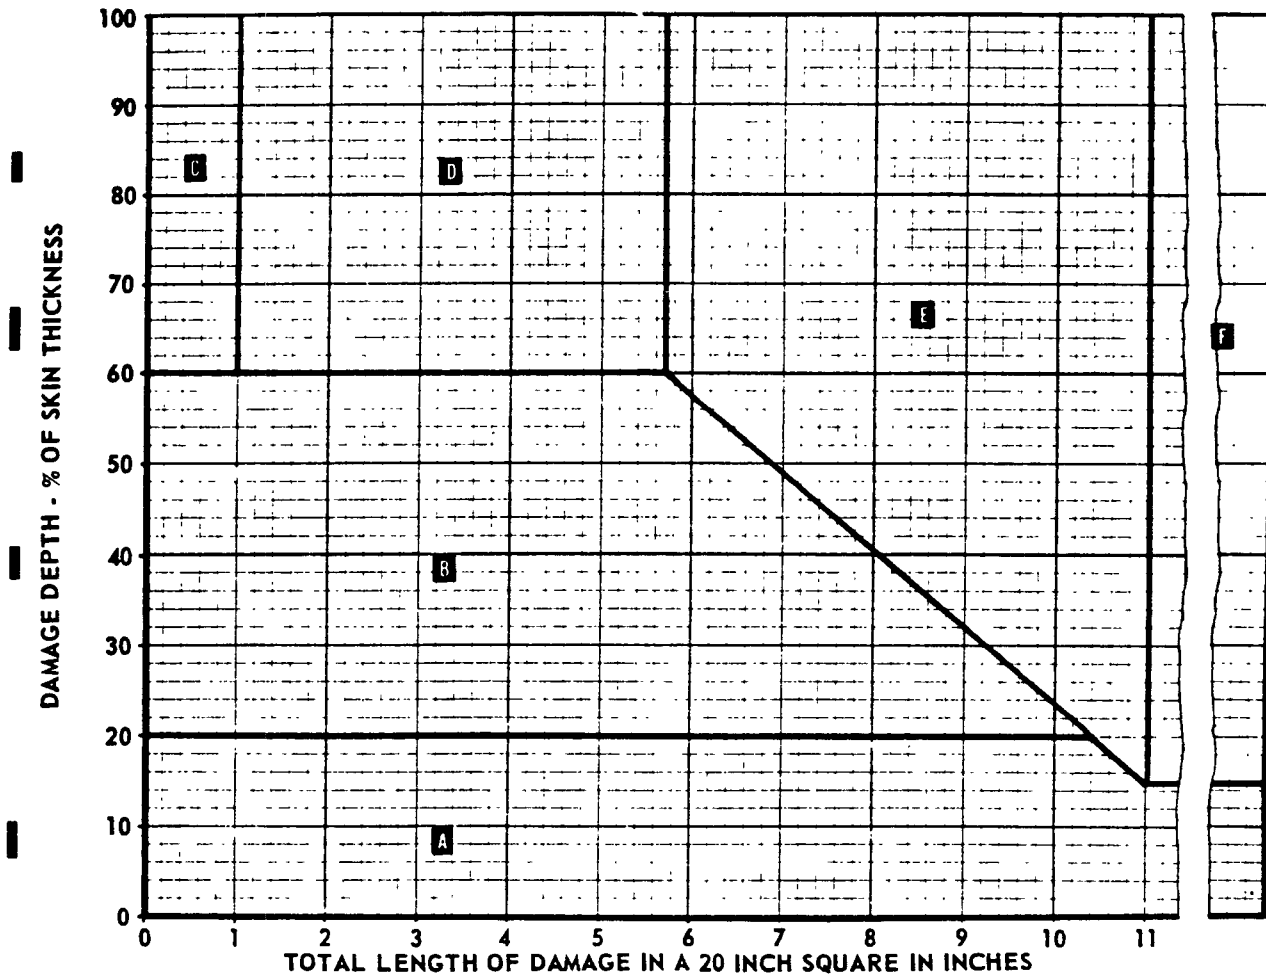 100
90
C
D
80
70
E
F
60
50
40
B
30
20
10
A
0
0 1 2 3 4 5 6 7 8 9 10 11
DAMAGE DEPTH - % OF SKIN THICKNESS
TOTAL LENGTH OF DAMAGE IN A 20 INCH SQUARE IN INCHES